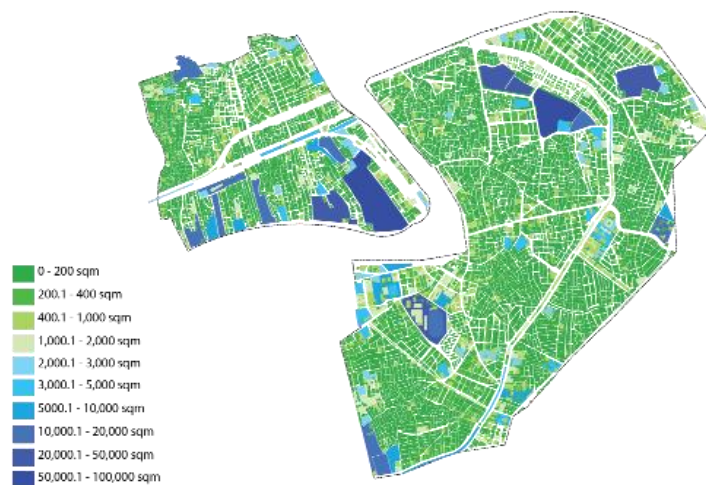 0 - 200 sqm
200.1 - 400 sqm
400.1 - 1,000 sqm
1,000.1 - 2,000 sqm
2,000.1 - 3,000 sqm
3,000.1 - 5,000 sqm
5000.1 - 10,000 sqm
10,000.1 - 20,000 sqm
20,000.1 - 50,000 sqm
50,000.1 - 100,000 sqm